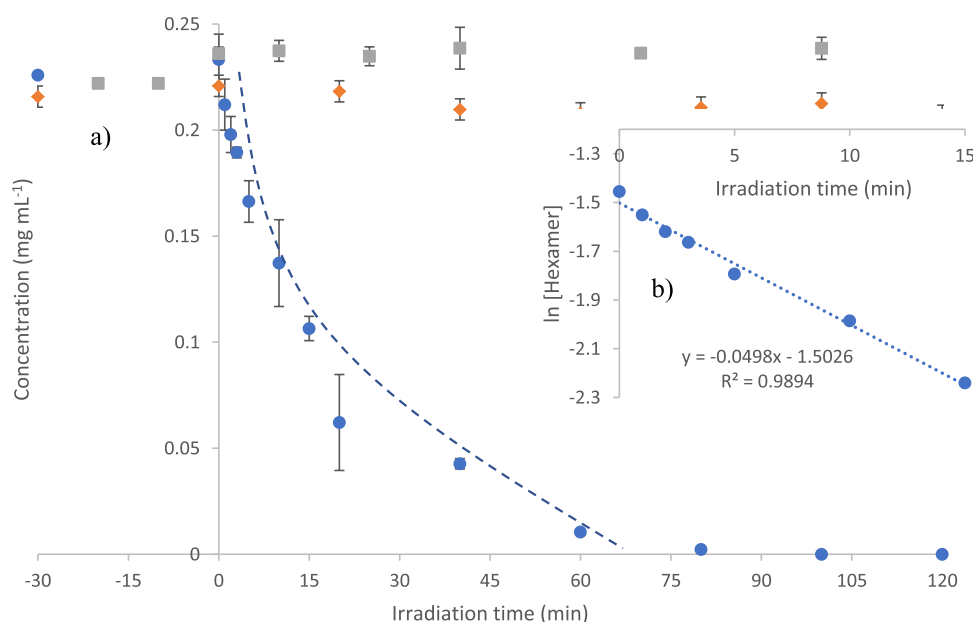 0.25
0.2
0.15
0.1
0.05
0
Concentration (mg mL⁻¹)
a)
-30 -15 0 15 30 45 60 75 90 105 120
Irradiation time (min)
0 5 10 15
Irradiation time (min)
-1.3
-1.5
-1.7
-1.9
-2.1
-2.3
ln [Hexamer]
b)
y = -0.0498x - 1.5026
R² = 0.9894